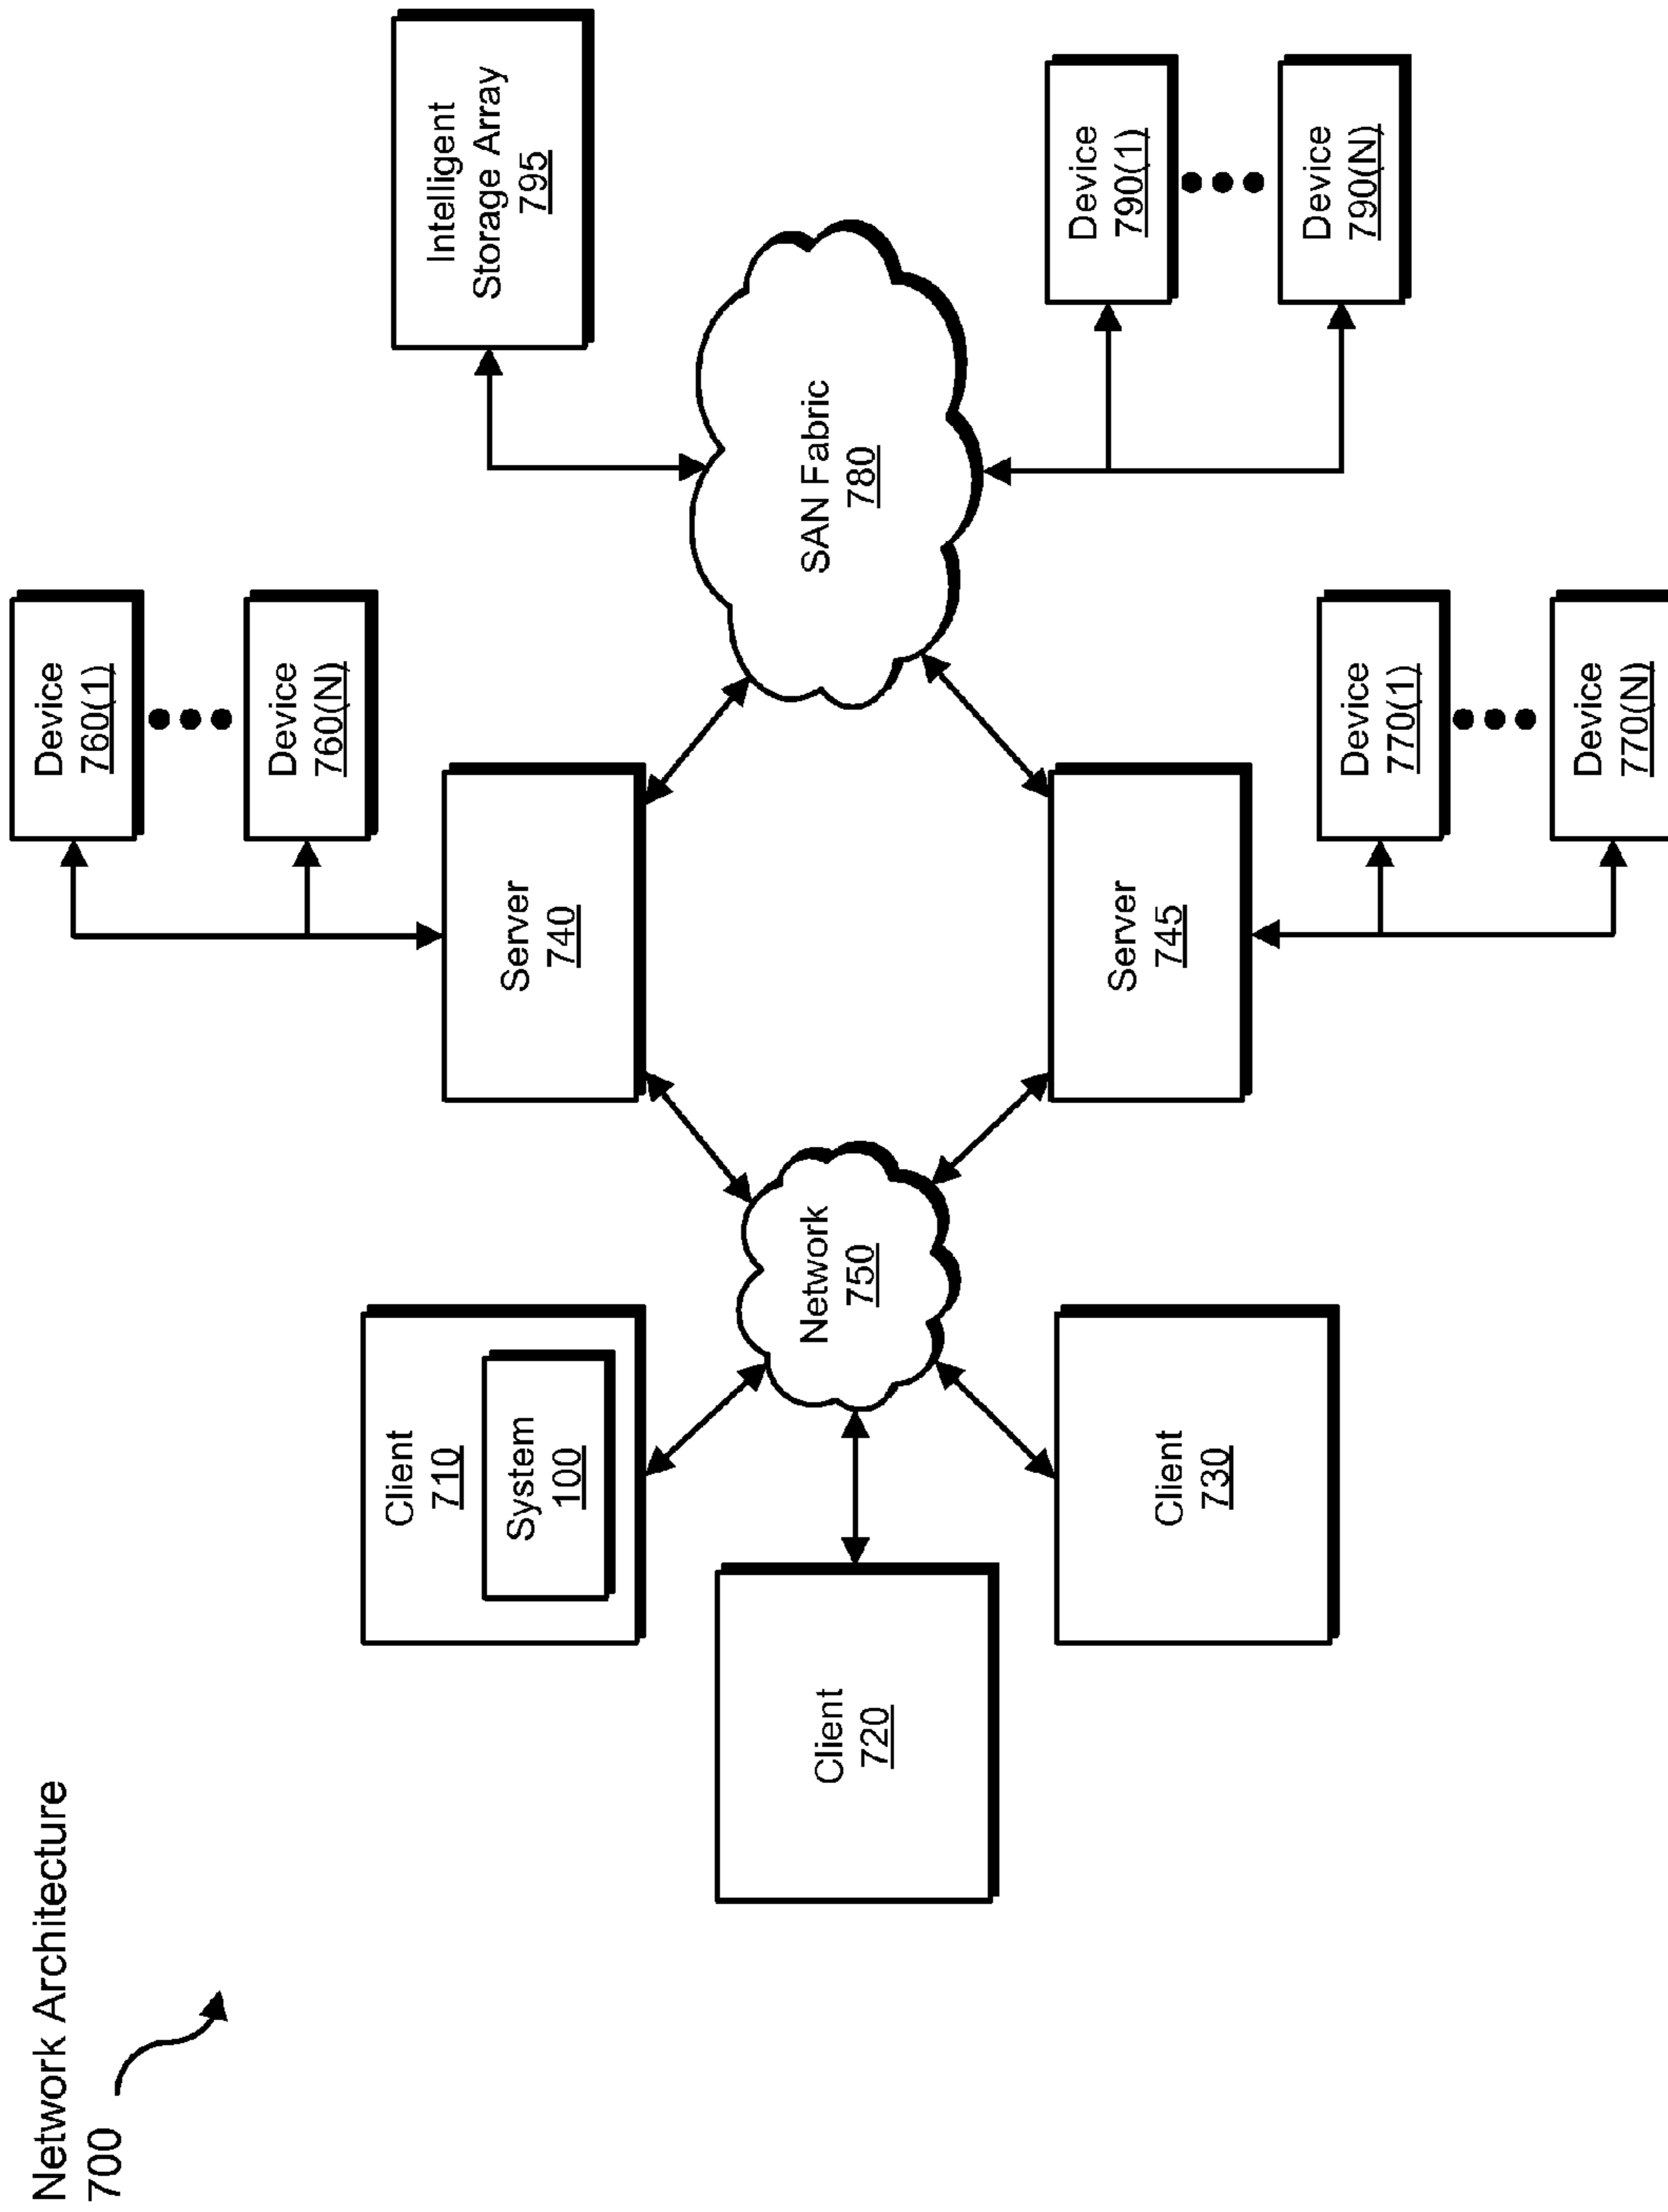 Network Architecture
700
Device
760(1)
Device
760(N)
Intelligent
Storage Array
795
Client
710
System
100
Server
740
Client
720
Network
750
SAN Fabric
780
Device
790(1)
Device
790(N)
Client
730
Server
745
Device
770(1)
Device
770(N)